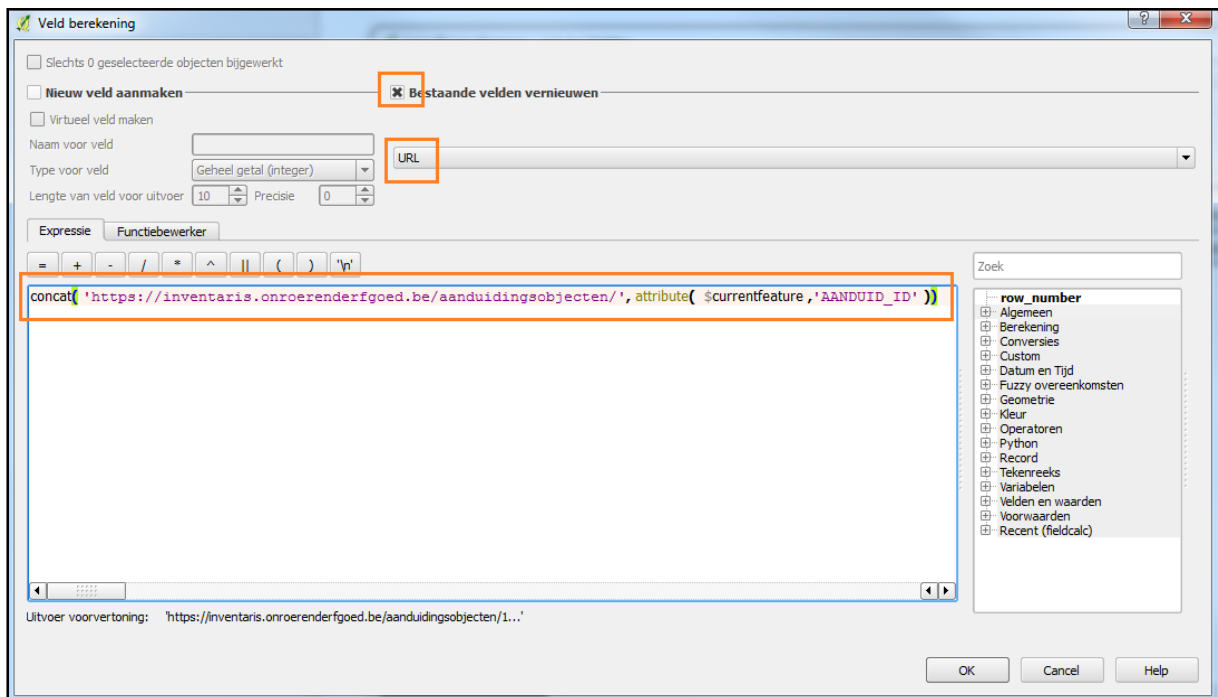 Veld berekening
Slechts 0 geselecteerde objecten bijgewerkt
Nieuw veld aanmaken
Bestaande velden vernieuwen
Virtueel veld maken
Naam voor veld
URL
Type voor veld Geheel getal (integer)
Lengte van veld voor uitvoer 10 Precisie 0
Expressie Functiebewerker
= + - / * ^ || ( ) '\n'
concat( 'https://inventaris.onroerenderfgoed.be/aanduidingsobjecten/', attribute( $currentfeature ,'AANDUID_ID' ))
Zoek
row_number
Algemeen
Berekening
Conversies
Custom
Datum en Tijd
Fuzzy overeenkomsten
Geometrie
Kleur
Operatoren
Python
Record
Tekenreeks
Variabelen
Velden en waarden
Voorwaarden
Recent (fieldcalc)
Uitvoer voorvertoning: 'https://inventaris.onroerenderfgoed.be/aanduidingsobjecten/1...'
OK Cancel Help